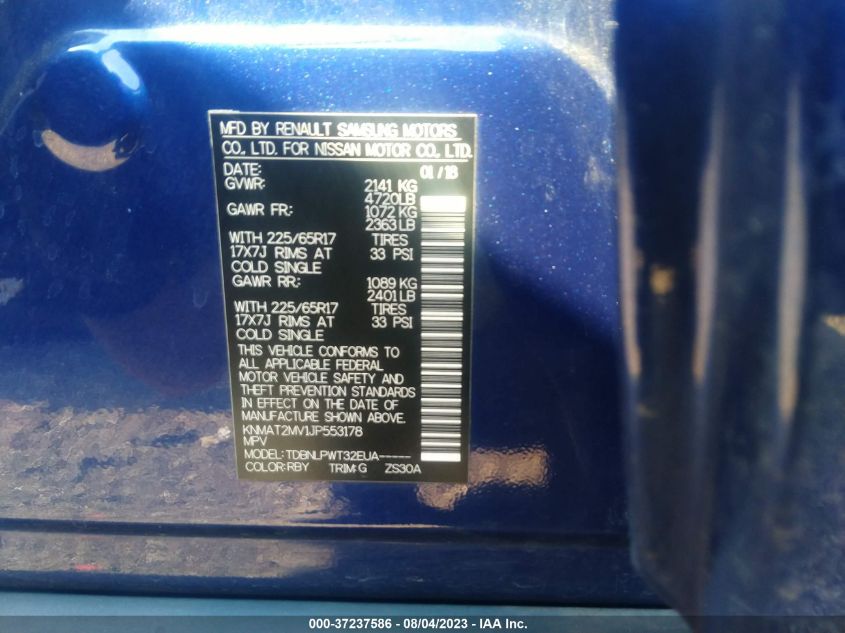 MFD BY RENAULT SAMSUNG MOTORS
CO., LTD. FOR NISSAN MOTOR CO., LTD.
DATE: 01/18
GVWR: 2141 KG
4720LB
GAWR FR: 1072 KG
2363 LB
WITH 225/65R17 TIRES
17X7J RIMS AT 33 PSI
COLD SINGLE
GAWR RR: 1089 KG
2401 LB
WITH 225/65R17 TIRES
17X7J RIMS AT 33 PSI
COLD SINGLE
THIS VEHICLE CONFORMS TO
ALL APPLICABLE FEDERAL
MOTOR VEHICLE SAFETY AND
THEFT PREVENTION STANDARDS
IN EFFECT ON THE DATE OF
MANUFACTURE SHOWN ABOVE.
KNMAT2MV1JP553178
MPV
MODEL: TDBNLPWT32EUA-----
COLOR: RBY TRIM: G ZS30A
000-37237586 - 08/04/2023 - IAA Inc.